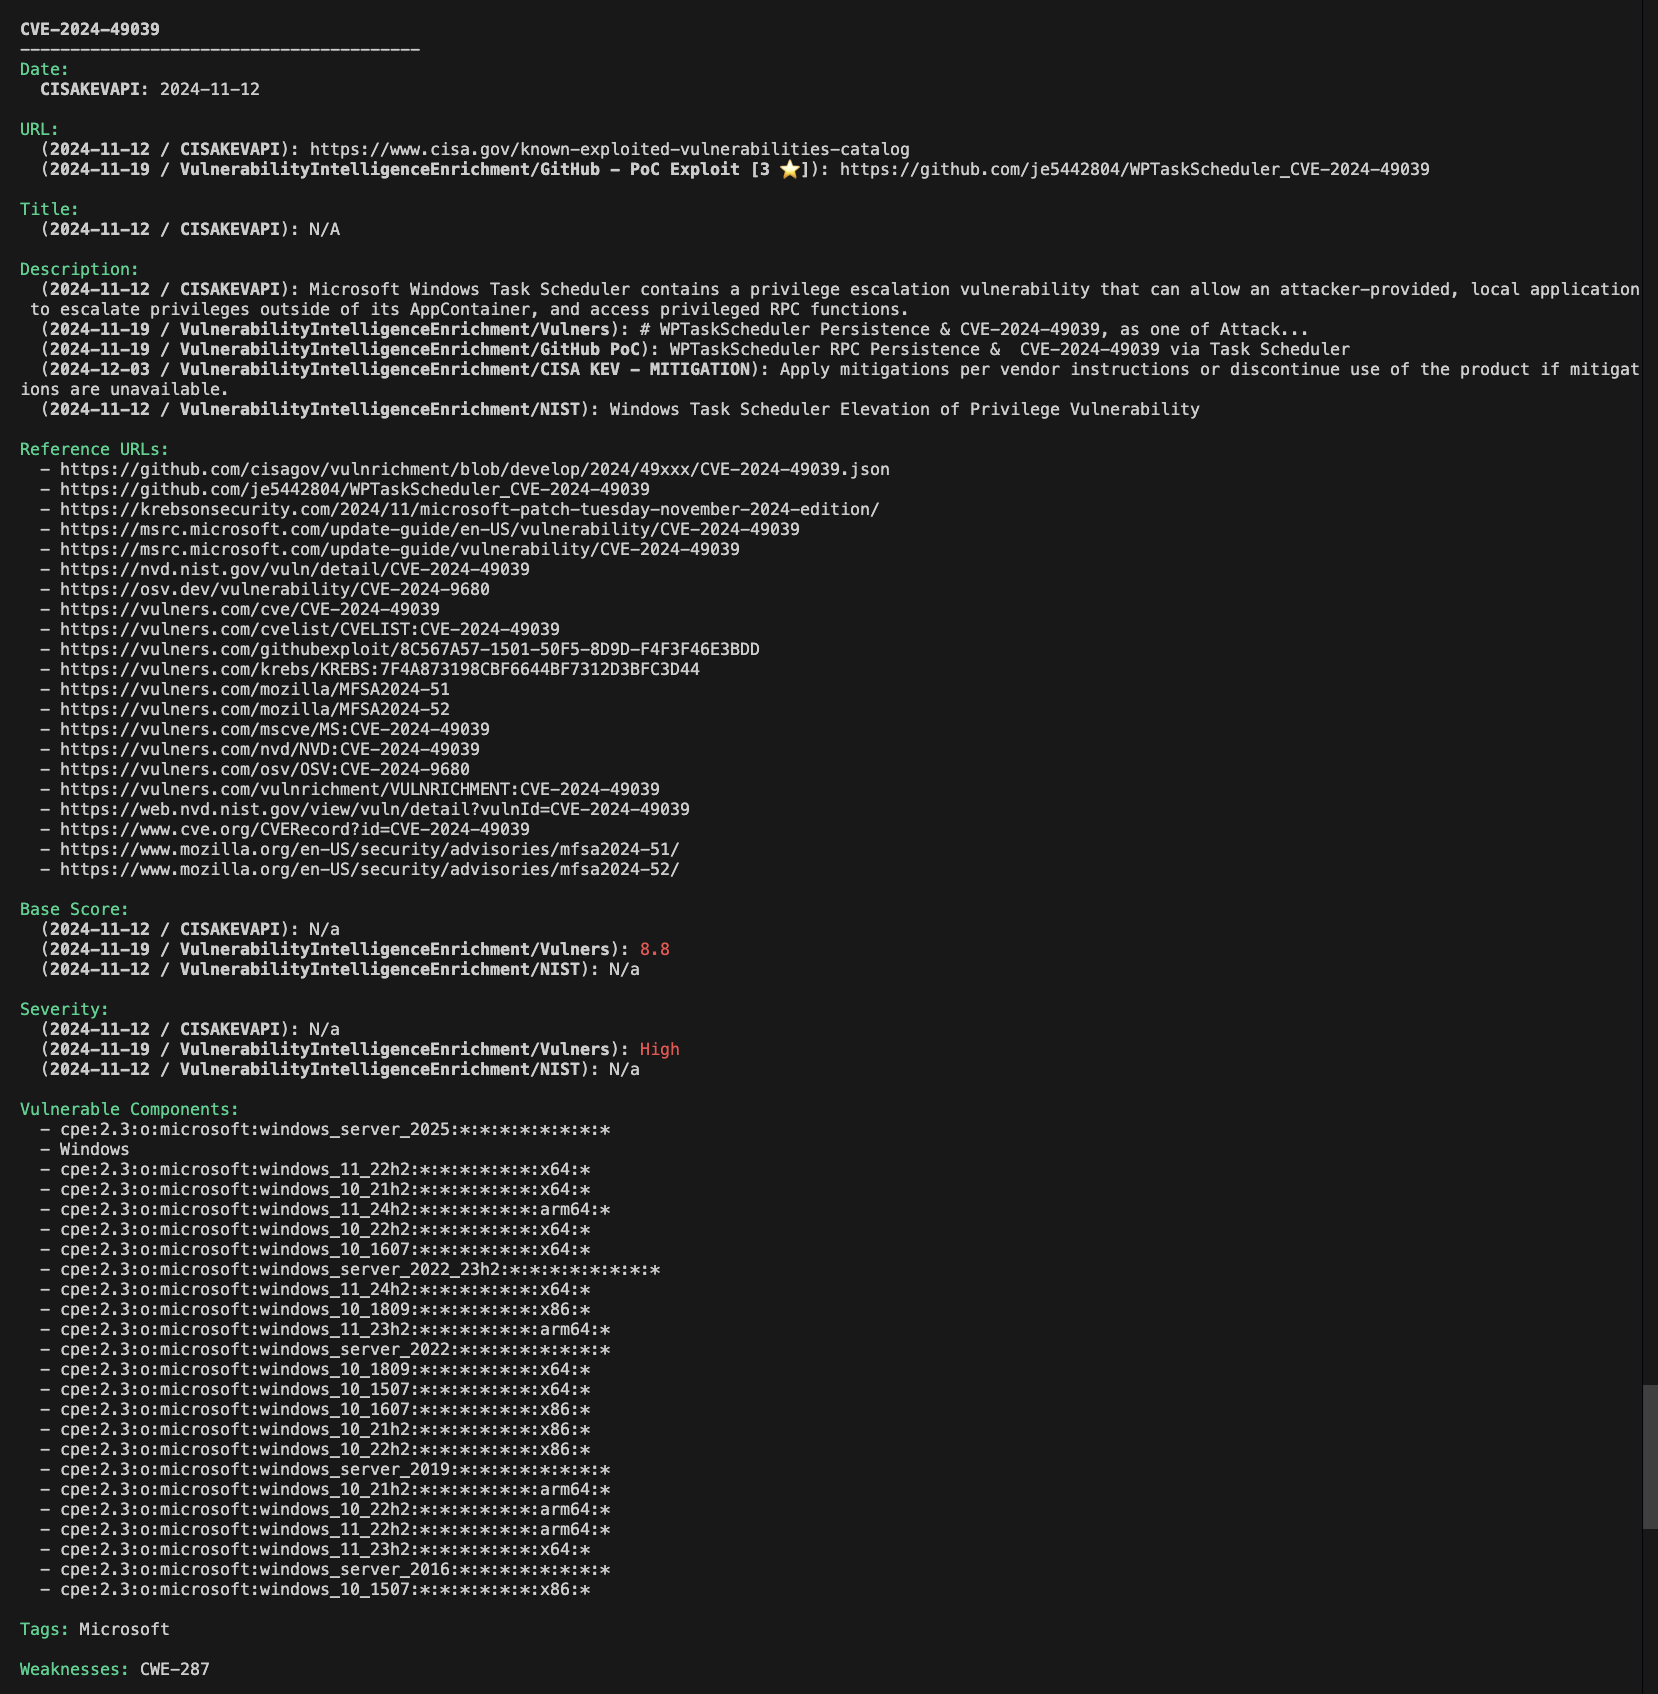 CVE-2024-49039
----------------------------------------
Date:
CISAKEVAPI: 2024-11-12
URL:
(2024-11-12 / CISAKEVAPI): https://www.cisa.gov/known-exploited-vulnerabilities-catalog
(2024-11-19 / VulnerabilityIntelligenceEnrichment/GitHub - PoC Exploit [3 ⭐]): https://github.com/je5442804/WPTaskScheduler_CVE-2024-49039
Title:
(2024-11-12 / CISAKEVAPI): N/A
Description:
(2024-11-12 / CISAKEVAPI): Microsoft Windows Task Scheduler contains a privilege escalation vulnerability that can allow an attacker-provided, local application
to escalate privileges outside of its AppContainer, and access privileged RPC functions.
(2024-11-19 / VulnerabilityIntelligenceEnrichment/Vulners): # WPTaskScheduler Persistence & CVE-2024-49039, as one of Attack...
(2024-11-19 / VulnerabilityIntelligenceEnrichment/GitHub PoC): WPTaskScheduler RPC Persistence &  CVE-2024-49039 via Task Scheduler
(2024-12-03 / VulnerabilityIntelligenceEnrichment/CISA KEV - MITIGATION): Apply mitigations per vendor instructions or discontinue use of the product if mitigat
ions are unavailable.
(2024-11-12 / VulnerabilityIntelligenceEnrichment/NIST): Windows Task Scheduler Elevation of Privilege Vulnerability
Reference URLs:
- https://github.com/cisagov/vulnrichment/blob/develop/2024/49xxx/CVE-2024-49039.json
- https://github.com/je5442804/WPTaskScheduler_CVE-2024-49039
- https://krebsonsecurity.com/2024/11/microsoft-patch-tuesday-november-2024-edition/
- https://msrc.microsoft.com/update-guide/en-US/vulnerability/CVE-2024-49039
- https://msrc.microsoft.com/update-guide/vulnerability/CVE-2024-49039
- https://nvd.nist.gov/vuln/detail/CVE-2024-49039
- https://osv.dev/vulnerability/CVE-2024-9680
- https://vulners.com/cve/CVE-2024-49039
- https://vulners.com/cvelist/CVELIST:CVE-2024-49039
- https://vulners.com/githubexploit/8C567A57-1501-50F5-8D9D-F4F3F46E3BDD
- https://vulners.com/krebs/KREBS:7F4A873198CBF6644BF7312D3BFC3D44
- https://vulners.com/mozilla/MFSA2024-51
- https://vulners.com/mozilla/MFSA2024-52
- https://vulners.com/mscve/MS:CVE-2024-49039
- https://vulners.com/nvd/NVD:CVE-2024-49039
- https://vulners.com/osv/OSV:CVE-2024-9680
- https://vulners.com/vulnrichment/VULNRICHMENT:CVE-2024-49039
- https://web.nvd.nist.gov/view/vuln/detail?vulnId=CVE-2024-49039
- https://www.cve.org/CVERecord?id=CVE-2024-49039
- https://www.mozilla.org/en-US/security/advisories/mfsa2024-51/
- https://www.mozilla.org/en-US/security/advisories/mfsa2024-52/
Base Score:
(2024-11-12 / CISAKEVAPI): N/a
(2024-11-19 / VulnerabilityIntelligenceEnrichment/Vulners): 8.8
(2024-11-12 / VulnerabilityIntelligenceEnrichment/NIST): N/a
Severity:
(2024-11-12 / CISAKEVAPI): N/a
(2024-11-19 / VulnerabilityIntelligenceEnrichment/Vulners): High
(2024-11-12 / VulnerabilityIntelligenceEnrichment/NIST): N/a
Vulnerable Components:
- cpe:2.3:o:microsoft:windows_server_2025:*:*:*:*:*:*:*:*
- Windows
- cpe:2.3:o:microsoft:windows_11_22h2:*:*:*:*:*:*:x64:*
- cpe:2.3:o:microsoft:windows_10_21h2:*:*:*:*:*:*:x64:*
- cpe:2.3:o:microsoft:windows_11_24h2:*:*:*:*:*:*:arm64:*
- cpe:2.3:o:microsoft:windows_10_22h2:*:*:*:*:*:*:x64:*
- cpe:2.3:o:microsoft:windows_10_1607:*:*:*:*:*:*:x64:*
- cpe:2.3:o:microsoft:windows_server_2022_23h2:*:*:*:*:*:*:*:*
- cpe:2.3:o:microsoft:windows_11_24h2:*:*:*:*:*:*:x64:*
- cpe:2.3:o:microsoft:windows_10_1809:*:*:*:*:*:*:x86:*
- cpe:2.3:o:microsoft:windows_11_23h2:*:*:*:*:*:*:arm64:*
- cpe:2.3:o:microsoft:windows_server_2022:*:*:*:*:*:*:*:*
- cpe:2.3:o:microsoft:windows_10_1809:*:*:*:*:*:*:x64:*
- cpe:2.3:o:microsoft:windows_10_1507:*:*:*:*:*:*:x64:*
- cpe:2.3:o:microsoft:windows_10_1607:*:*:*:*:*:*:x86:*
- cpe:2.3:o:microsoft:windows_10_21h2:*:*:*:*:*:*:x86:*
- cpe:2.3:o:microsoft:windows_10_22h2:*:*:*:*:*:*:x86:*
- cpe:2.3:o:microsoft:windows_server_2019:*:*:*:*:*:*:*:*
- cpe:2.3:o:microsoft:windows_10_21h2:*:*:*:*:*:*:arm64:*
- cpe:2.3:o:microsoft:windows_10_22h2:*:*:*:*:*:*:arm64:*
- cpe:2.3:o:microsoft:windows_11_22h2:*:*:*:*:*:*:arm64:*
- cpe:2.3:o:microsoft:windows_11_23h2:*:*:*:*:*:*:x64:*
- cpe:2.3:o:microsoft:windows_server_2016:*:*:*:*:*:*:*:*
- cpe:2.3:o:microsoft:windows_10_1507:*:*:*:*:*:*:x86:*
Tags: Microsoft
Weaknesses: CWE-287